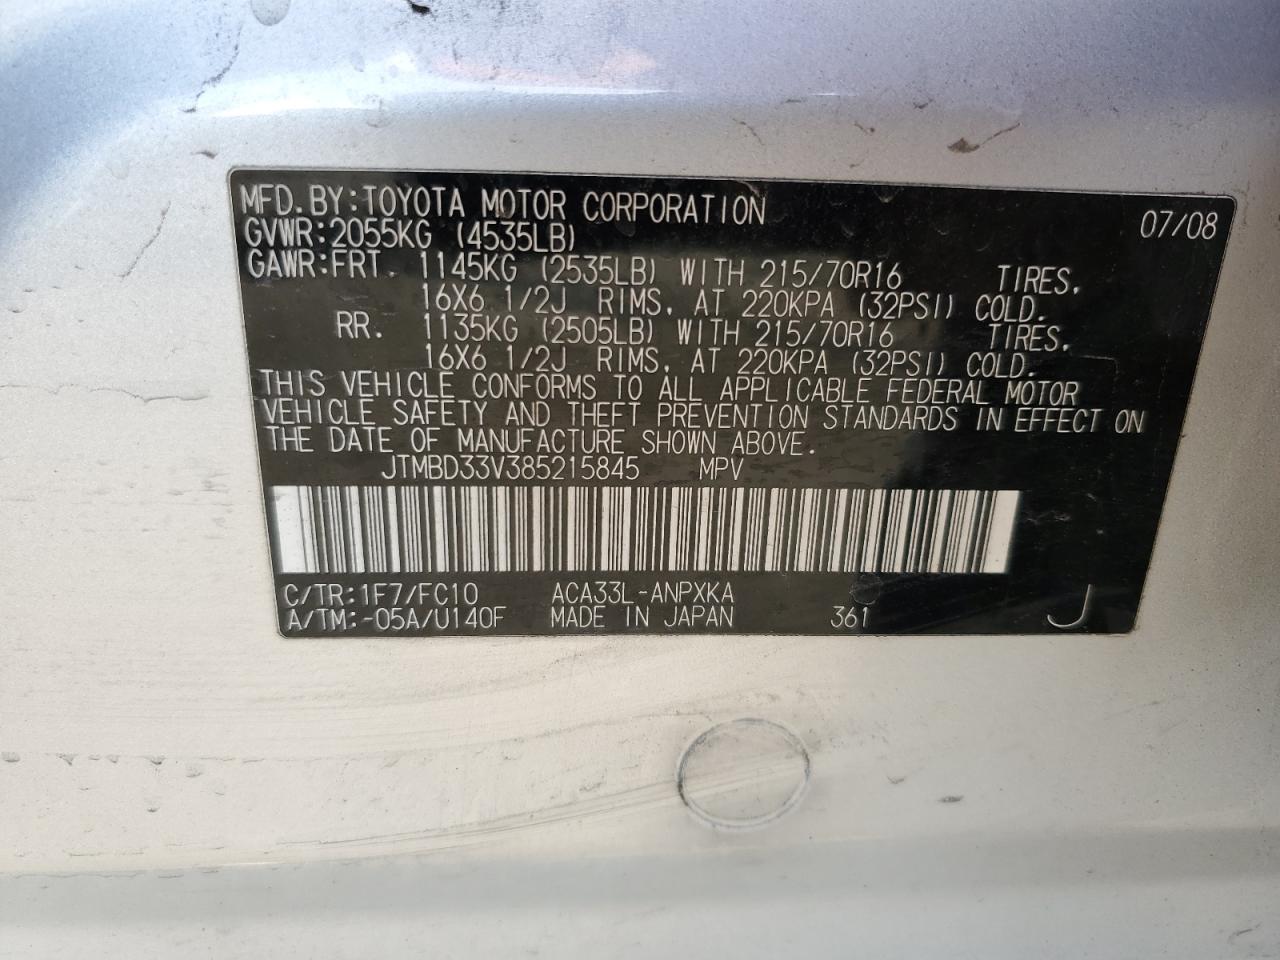 MFD. BY: TOYOTA MOTOR CORPORATION 07/08
GVWR: 2055KG (4535LB)
GAWR: FRT. 1145KG (2535LB) WITH 215/70R16 TIRES,
16X6 1/2J RIMS, AT 220KPA (32PSI) COLD.
RR. 1135KG (2505LB) WITH 215/70R16 TIRES,
16X6 1/2J RIMS, AT 220KPA (32PSI) COLD.
THIS VEHICLE CONFORMS TO ALL APPLICABLE FEDERAL MOTOR
VEHICLE SAFETY AND THEFT PREVENTION STANDARDS IN EFFECT ON
THE DATE OF MANUFACTURE SHOWN ABOVE.
JTMBD33V385215845 MPV
C/TR: 1F7/FC10 ACA33L-ANPXKA
A/TM: -05A/U140F MADE IN JAPAN 361 J